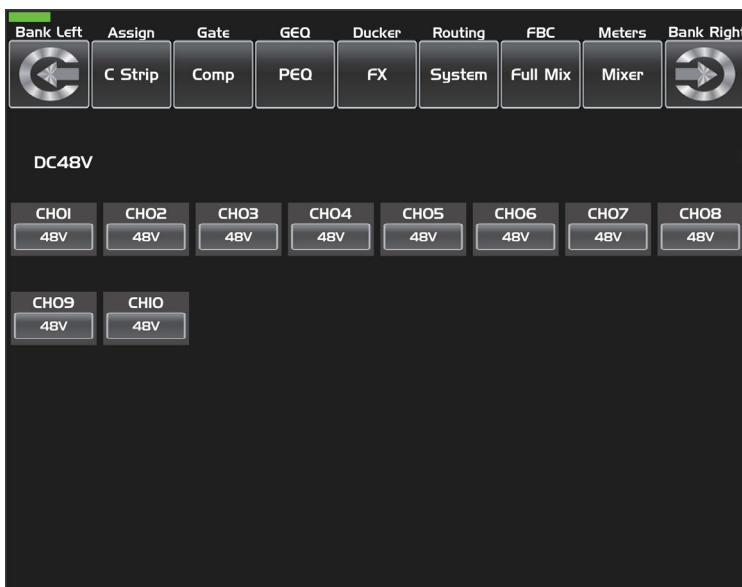 Bank Left Assign Gate GEQ Ducker Routing FBC Meters Bank Right
C Strip Comp PEQ FX System Full Mix Mixer
DC48V
CH01 CH02 CH03 CH04 CH05 CH06 CH07 CH08
48V 48V 48V 48V 48V 48V 48V 48V
CH09 CH10
48V 48V